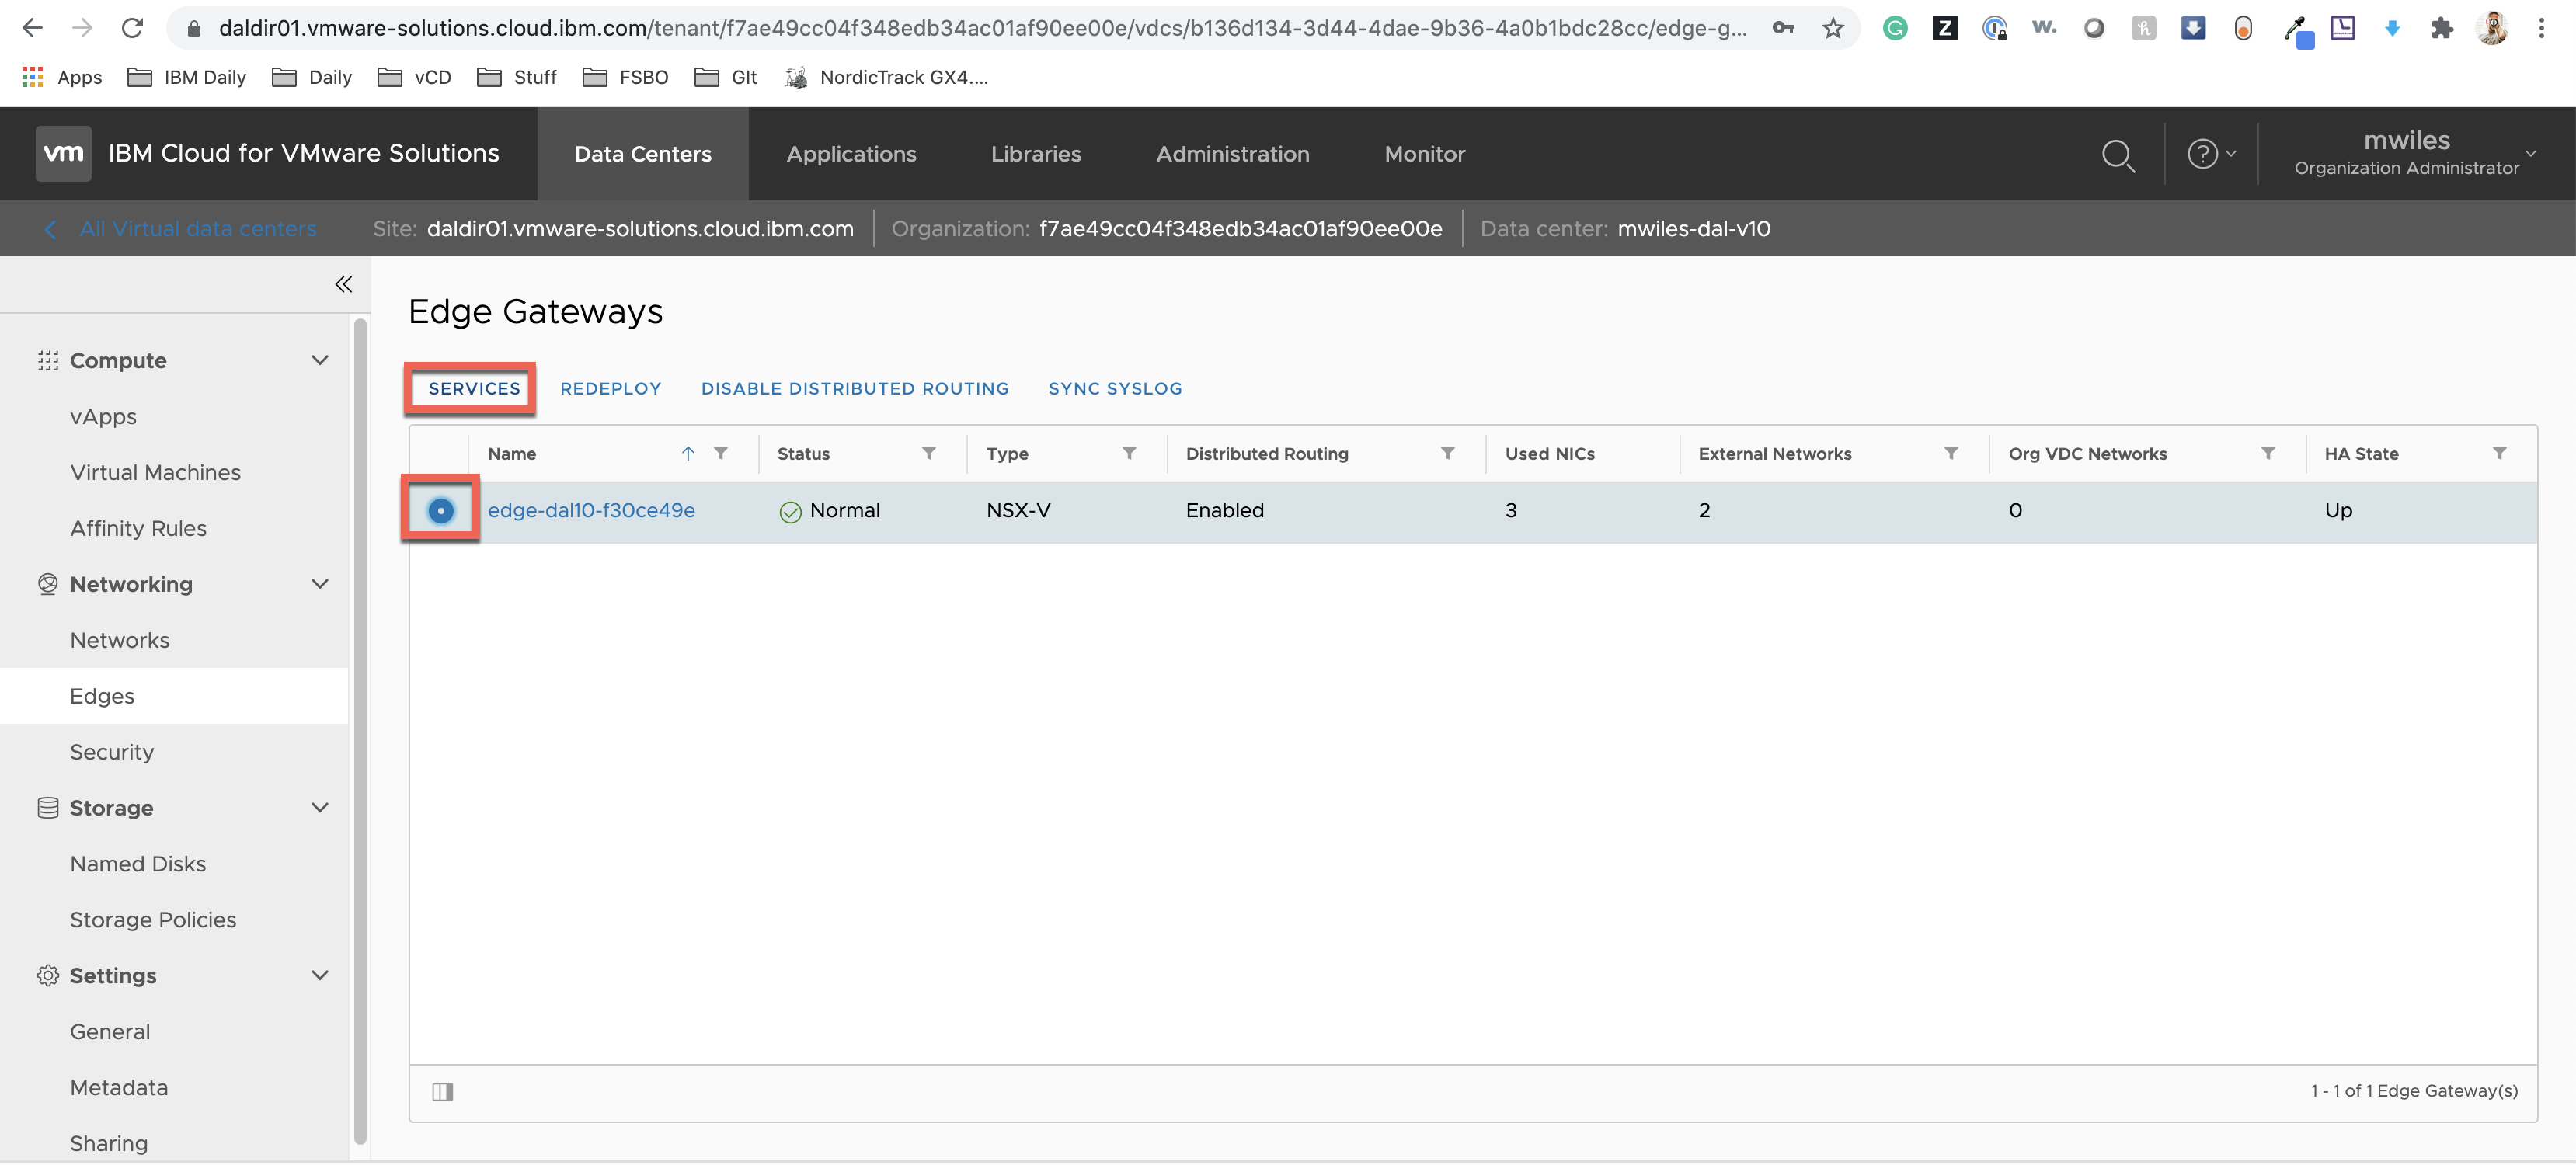 daldir01.vmware-solutions.cloud.ibm.com/tenant/f7ae49cc04f348edb34ac01af90ee00e/vdcs/b136d134-3d44-4dae-9b36-4a0b1bdc28cc/edge-g...
Apps IBM Daily Daily vCD Stuff FSBO GIt NordicTrack GX4....
vm IBM Cloud for VMware Solutions Data Centers Applications Libraries Administration Monitor mwiles
Organization Administrator
All Virtual data centers Site: daldir01.vmware-solutions.cloud.ibm.com Organization: f7ae49cc04f348edb34ac01af90ee00e Data center: mwiles-dal-v10
Compute
vApps
Virtual Machines
Affinity Rules
Networking
Networks
Edges
Security
Storage
Named Disks
Storage Policies
Settings
General
Metadata
Sharing
Edge Gateways
SERVICES REDEPLOY DISABLE DISTRIBUTED ROUTING SYNC SYSLOG
Name Status Type Distributed Routing Used NICs External Networks Org VDC Networks HA State
edge-dal10-f30ce49e Normal NSX-V Enabled 3 2 0 Up
1 - 1 of 1 Edge Gateway(s)